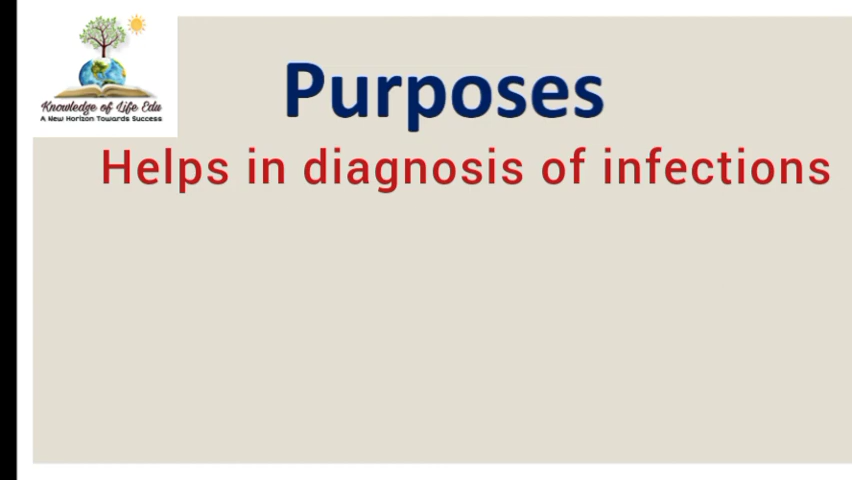 Knowledge of Life Edu
A New Horizon Towards Success
Purposes
Helps in diagnosis of infections